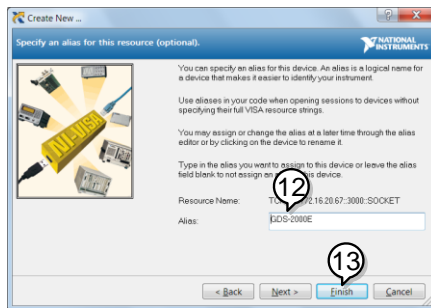 Create New ...
Specify an alias for this resource (optional).
NATIONAL
INSTRUMENTS
You can specify an alias for this device. An alias is a logical name for
a device that makes it easier to identify your instrument.
Use aliases in your code when opening sessions to devices without
specifying their full VISA resource strings.
You may assign or change the alias at a later time through the alias
editor or by clicking on the device to rename it.
Type in the alias you want to assign to this device or leave the alias
field blank to not assign an this device.
12
Resource Name: 2.16.20.67::3000::SOCKET
Alias: GDS-2000E
13
< Back Next > Finish Cancel
NI-VISA